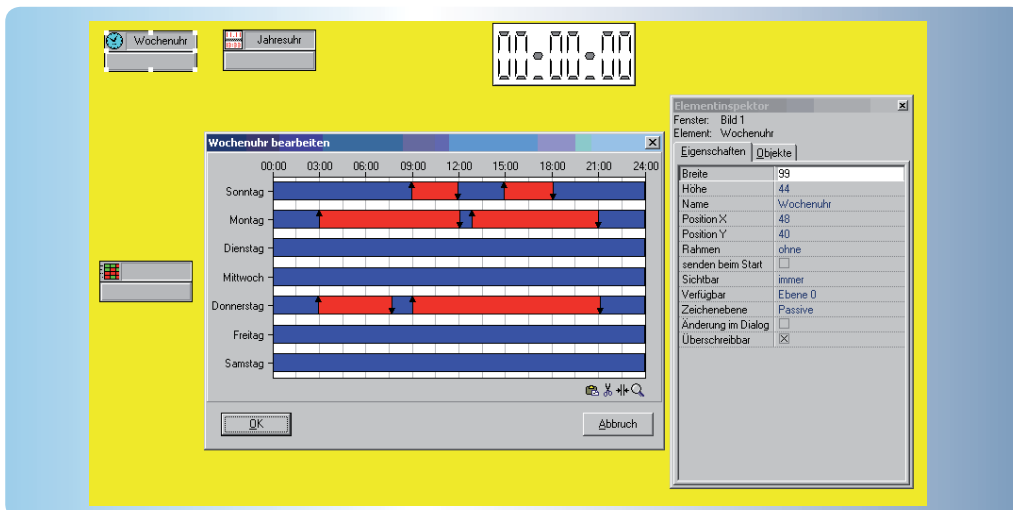 Wochenuhr
Jahresuhr
00:00:00
Wochenuhr bearbeiten
00:00 03:00 06:00 09:00 12:00 15:00 18:00 21:00 24:00
Sonntag
Montag
Dienstag
Mittwoch
Donnerstag
Freitag
Samstag
OK
Abbruch
Elementinspektor
Fenster: Bild 1
Element: Wochenuhr
Eigenschaften Objekte
Breite 99
Höhe 44
Name Wochenuhr
Position X 48
Position Y 40
Rahmen ohne
senden beim Start
Sichtbar immer
Verfügbar Ebene 0
Zeichenebene Passive
Änderung im Dialog
Überschreibbar